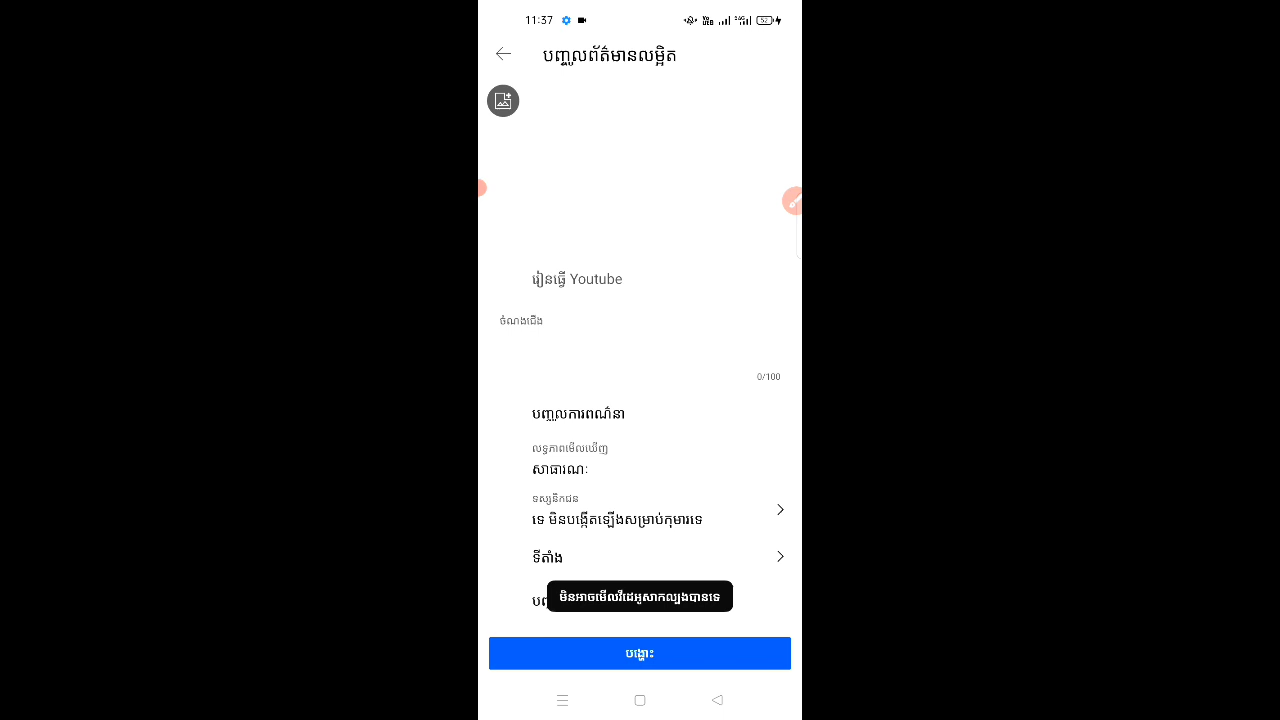 11:37
52
បញ្ចូលព័ត៌មានលម្អិត
រៀនធ្វើ Youtube
ចំណងជើង
0/100
បញ្ចូលការពណ៌នា
លទ្ធភាពមើលឃើញ
សាធារណៈ
ទស្សនិកជន
ទេ មិនបង្កើតឡើងសម្រាប់កុមារទេ
ទីតាំង
មិនអាចមើលវីដេអូសាកល្បងបានទេ
បង្ហោះ